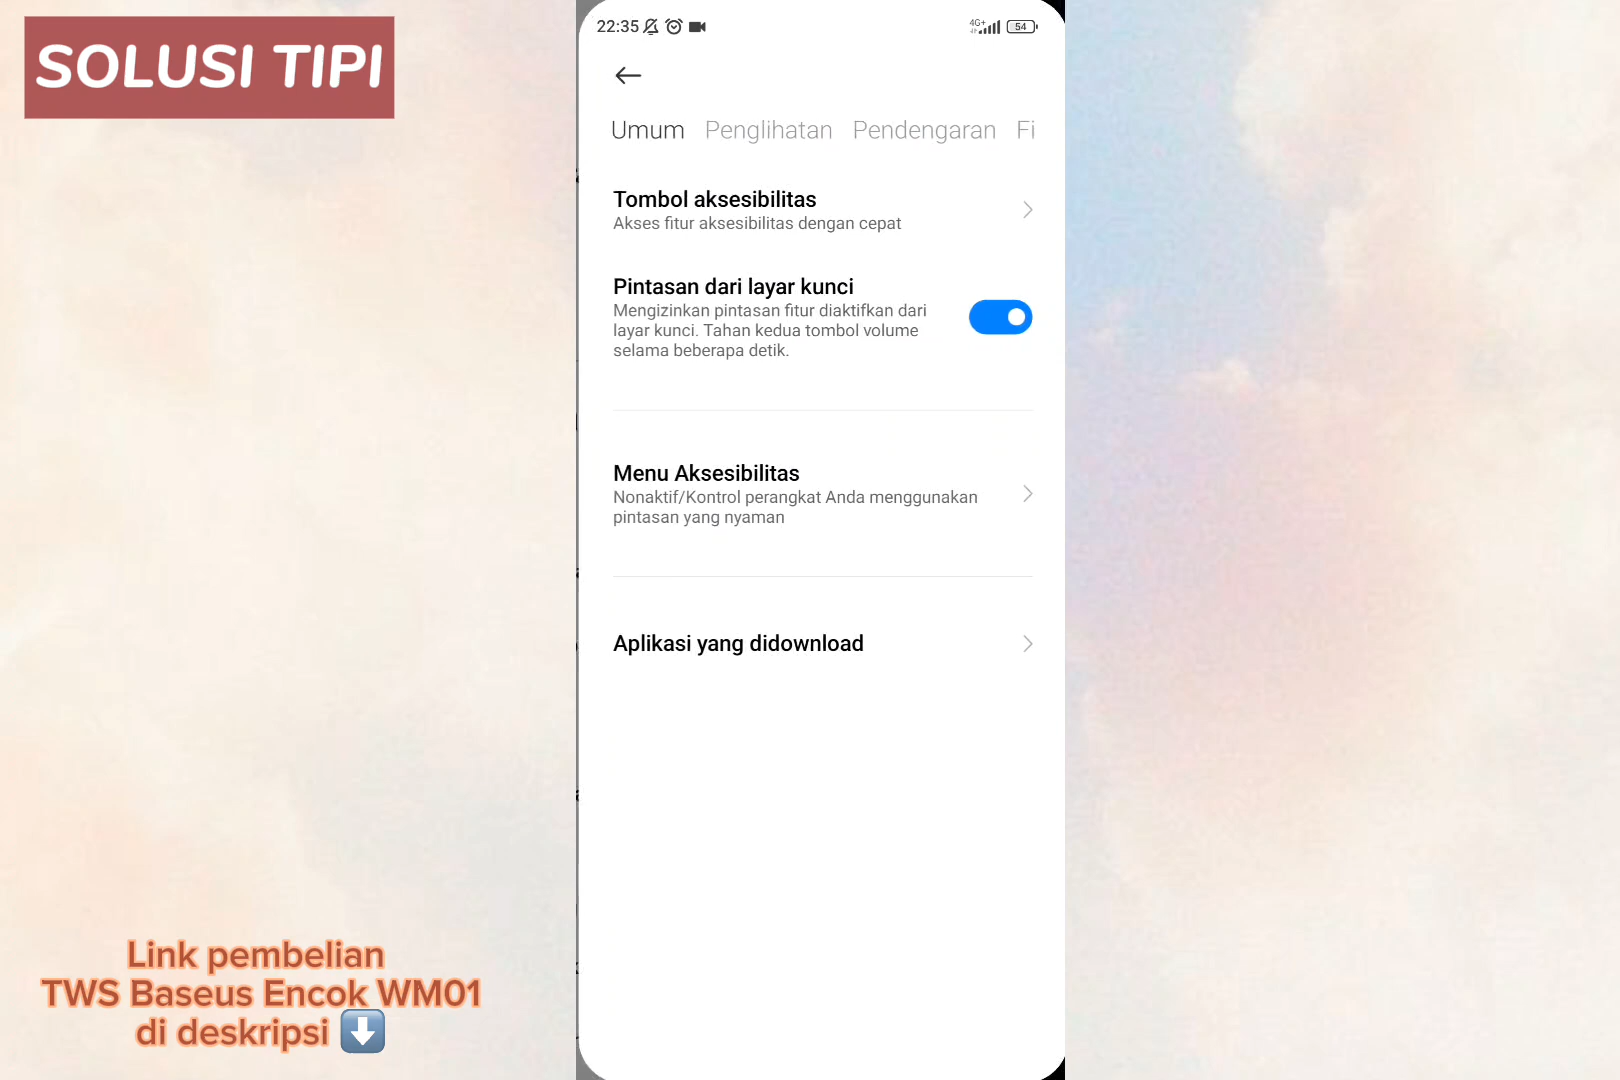 SOLUSI TIPI
22:35
4G+
54
Umum Penglihatan Pendengaran Fi
Tombol aksesibilitas
Akses fitur aksesibilitas dengan cepat
Pintasan dari layar kunci
Mengizinkan pintasan fitur diaktifkan dari
layar kunci. Tahan kedua tombol volume
selama beberapa detik.
Menu Aksesibilitas
Nonaktif/Kontrol perangkat Anda menggunakan
pintasan yang nyaman
Aplikasi yang didownload
Link pembelian
TWS Baseus Encok WM01
di deskripsi ⬇️